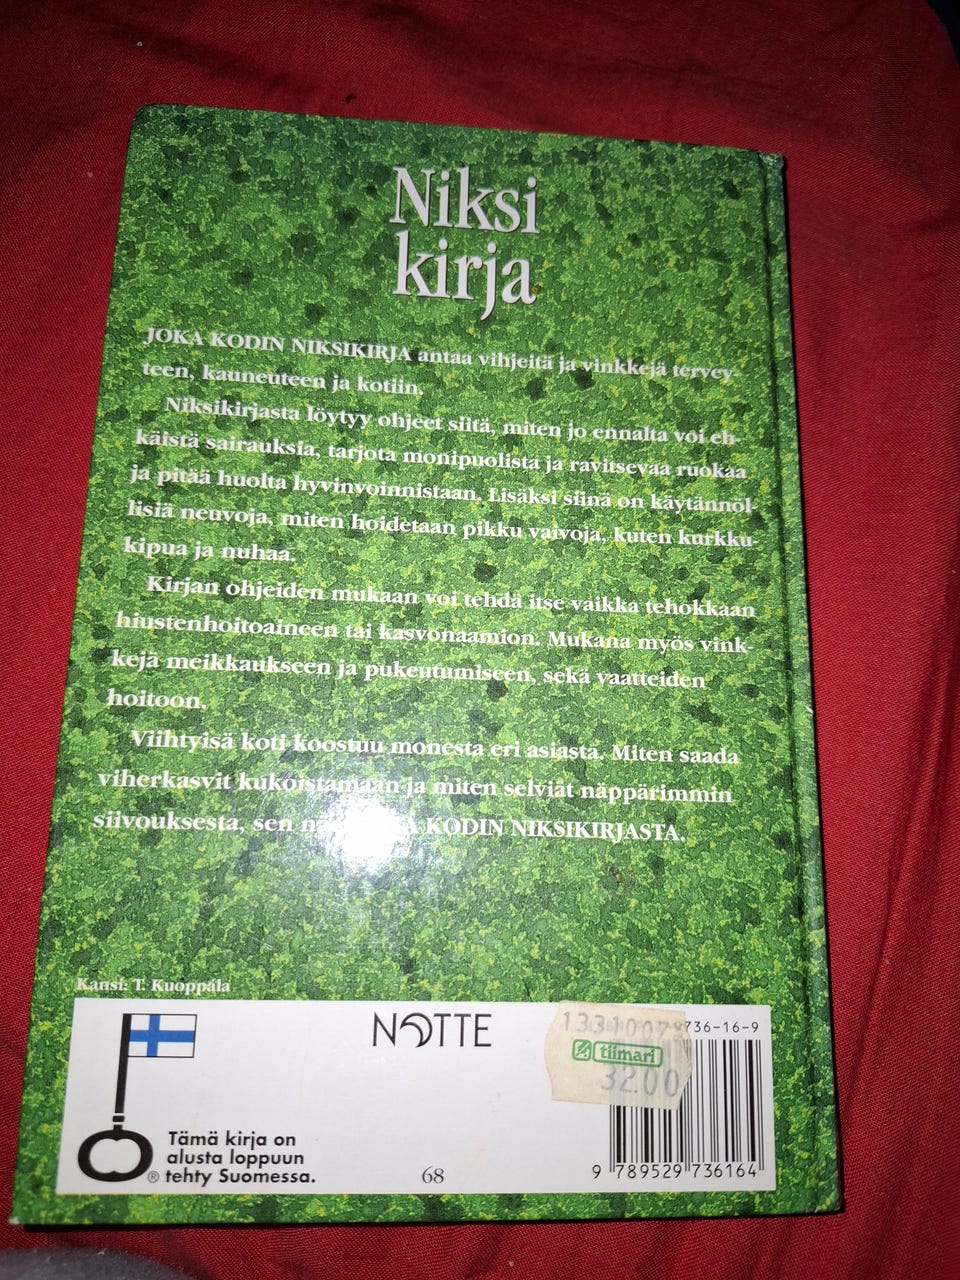 Niksi
kirja
JOKA KODIN NIKSIKIRJA antaa vihjeitä ja vinkkejä tervey-
teen, kauneuteen ja kotiin.
Niksikirjasta löytyy ohjeet siitä, miten jo ennalta voi eh-
käistä sairauksia, tarjota monipuolista ja ravitsevaa ruokaa
ja pitää huolta hyvinvoinnistaan. Lisäksi siinä on käytännöl-
lisiä neuvoja, miten hoidetaan pikku vaivoja, kuten kurkku-
kipua ja nuhaa.
Kirjan ohjeiden mukaan voi tehdä itse vaikka tehokkaan
hiustenhoitoaineen tai kasvonaamion. Mukana myös vink-
kejä meikkaukseen ja pukeutumiseen, sekä vaatteiden
hoitoon.
Viihtyisä koti koostuu monesta eri asiasta. Miten saada
viherkasvit kukoistamaan ja miten selviät näppärimmin
siivouksesta, sen KODIN NIKSIKIRJASTA.
Kansi: T. Kuoppala
NOTTE
736-16-9
tiimari
32.00
Tämä kirja on
alusta loppuun
® tehty Suomessa.
68
9 789529 736164